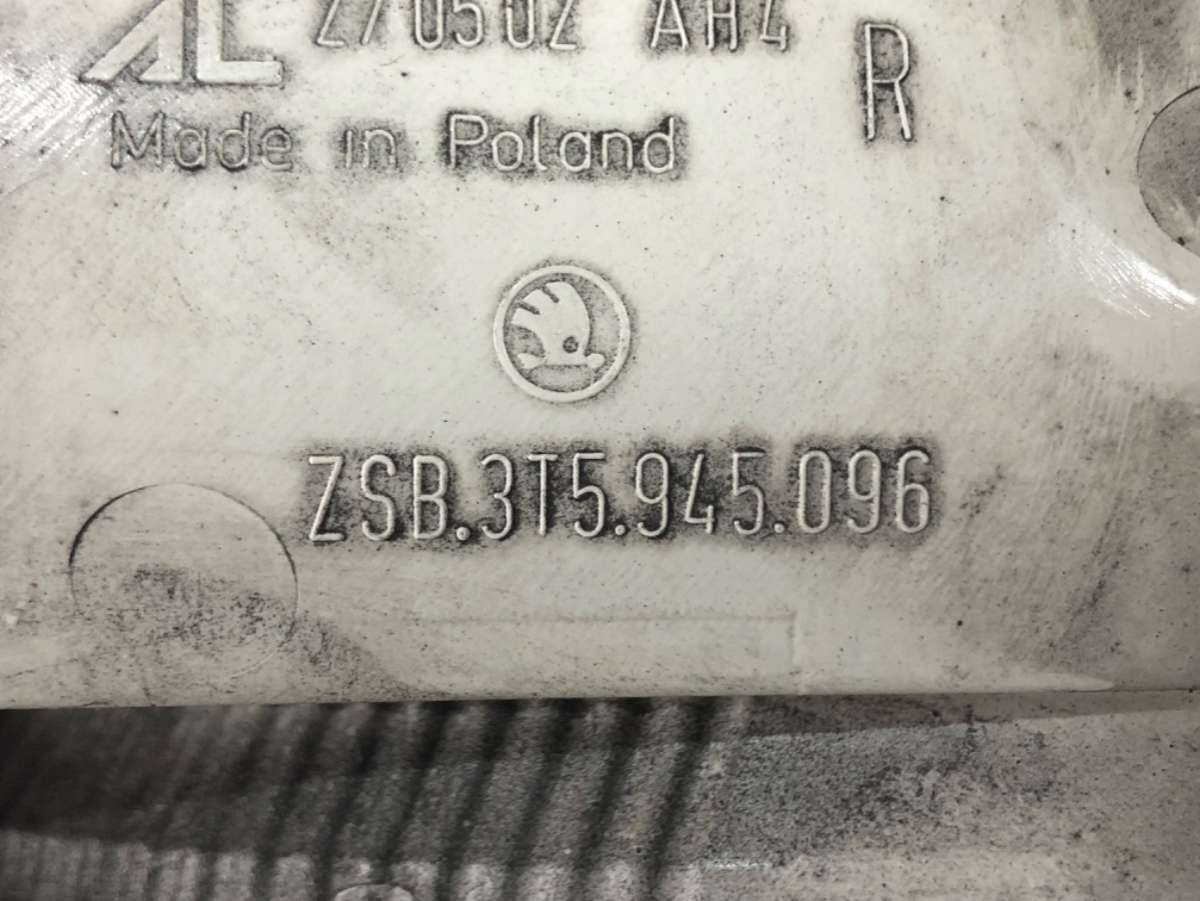 AL 270502 AH4
R
Made in Poland
ZSB.3T5.945.096